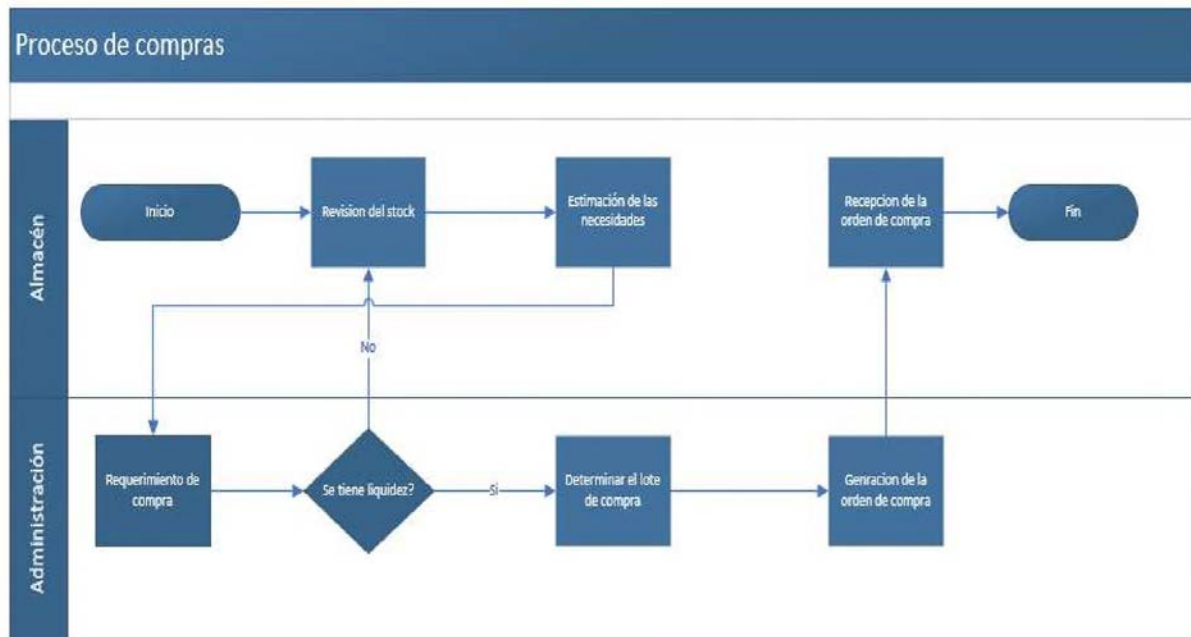 Proceso de compras
Almacén
Inicio
Revision del stock
Estimación de las
necesidades
Recepcion de la
orden de compra
Fin
No
Administración
Requerimiento de
compra
Se tiene liquidez?
Si
Determinar el lote
de compra
Genracion de la
orden de compra